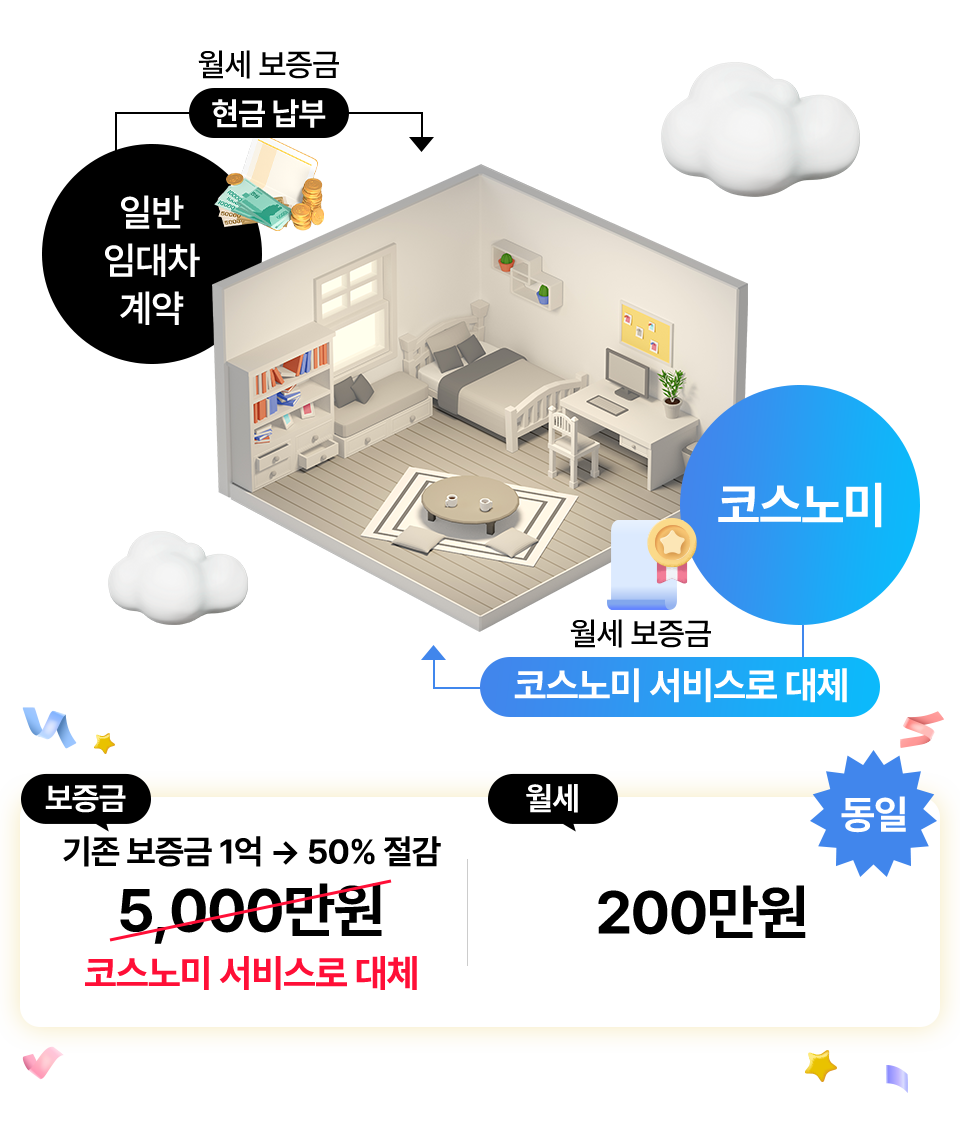 월세 보증금
현금 납부
일반
임대차
계약
코스노미
월세 보증금
코스노미 서비스로 대체
보증금
기존 보증금 1억 → 50% 절감
5,000만원
코스노미 서비스로 대체
월세
동일
200만원